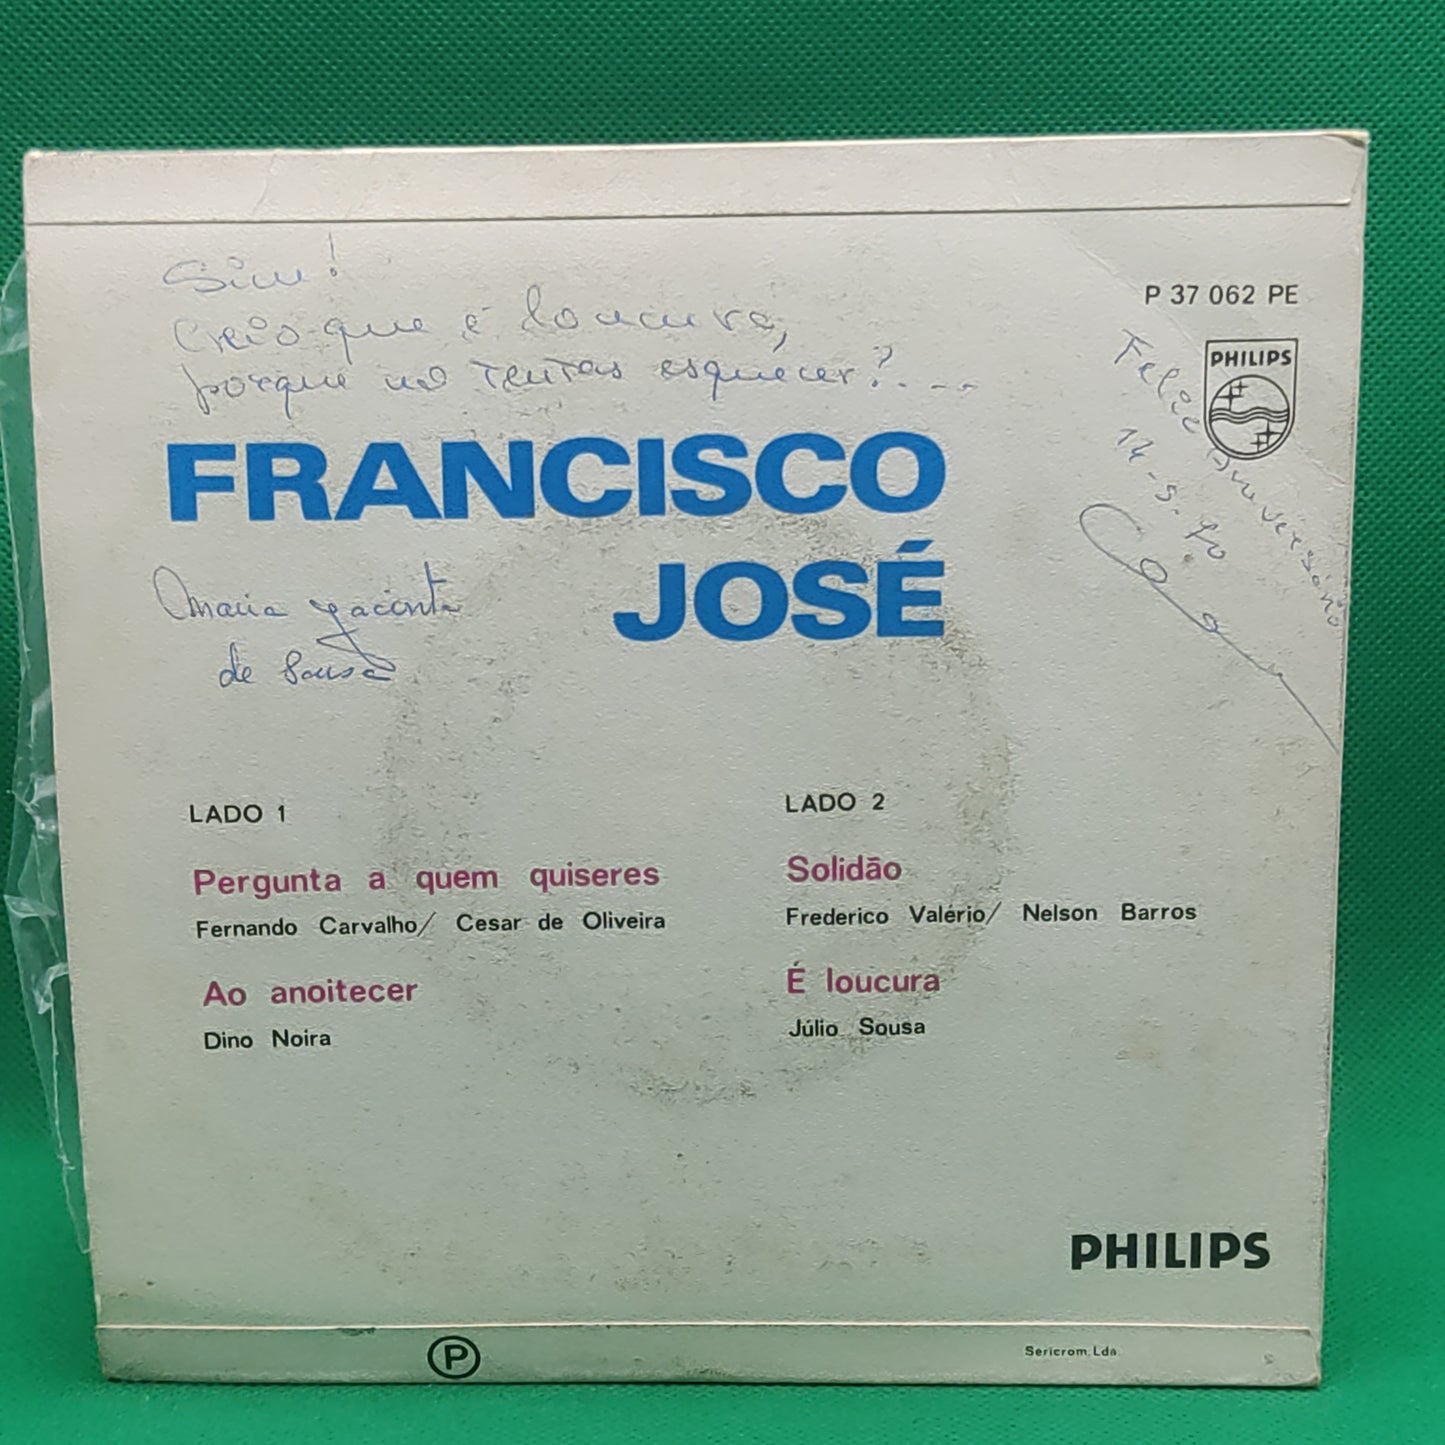 Sim!
Creio que é loucura,
porque não tentas esquecer?....
P 37 062 PE
PHILIPS
Feliz Aniversário
14-5-70
FRANCISCO
JOSÉ
Maria Jacinta
de Sousa
LADO 1
Pergunta a quem quiseres
Fernando Carvalho/ Cesar de Oliveira
Ao anoitecer
Dino Noira
LADO 2
Solidão
Frederico Valério/ Nelson Barros
É loucura
Júlio Sousa
PHILIPS
P
Sericrom, Lda.